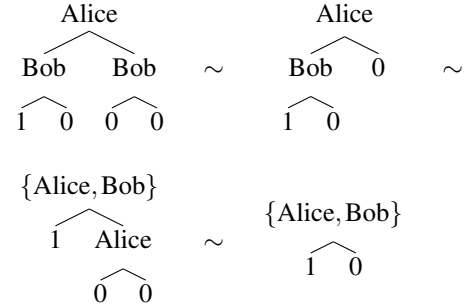 Alice Alice
Bob Bob ∼ Bob 0 ∼
1 0 0 0 1 0
{Alice, Bob} {Alice, Bob}
1 Alice ∼ 1 0
0 0